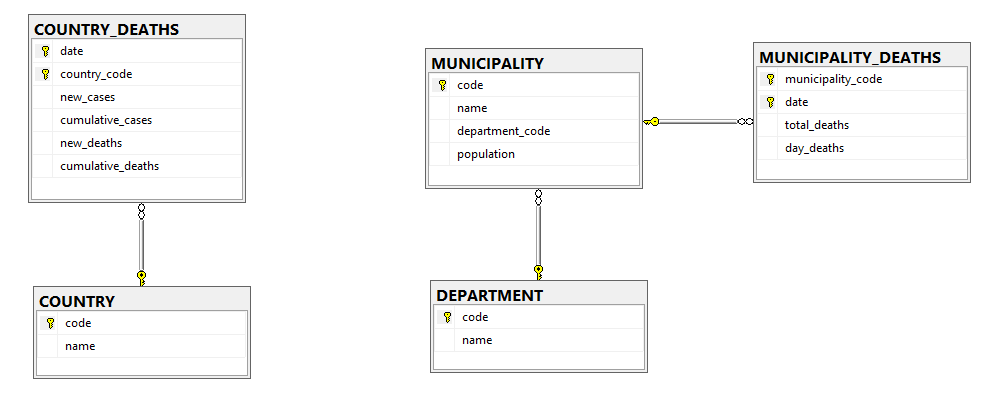 COUNTRY_DEATHS
date
country_code
new_cases
cumulative_cases
new_deaths
cumulative_deaths
COUNTRY
code
name
MUNICIPALITY
code
name
department_code
population
DEPARTMENT
code
name
MUNICIPALITY_DEATHS
municipality_code
date
total_deaths
day_deaths